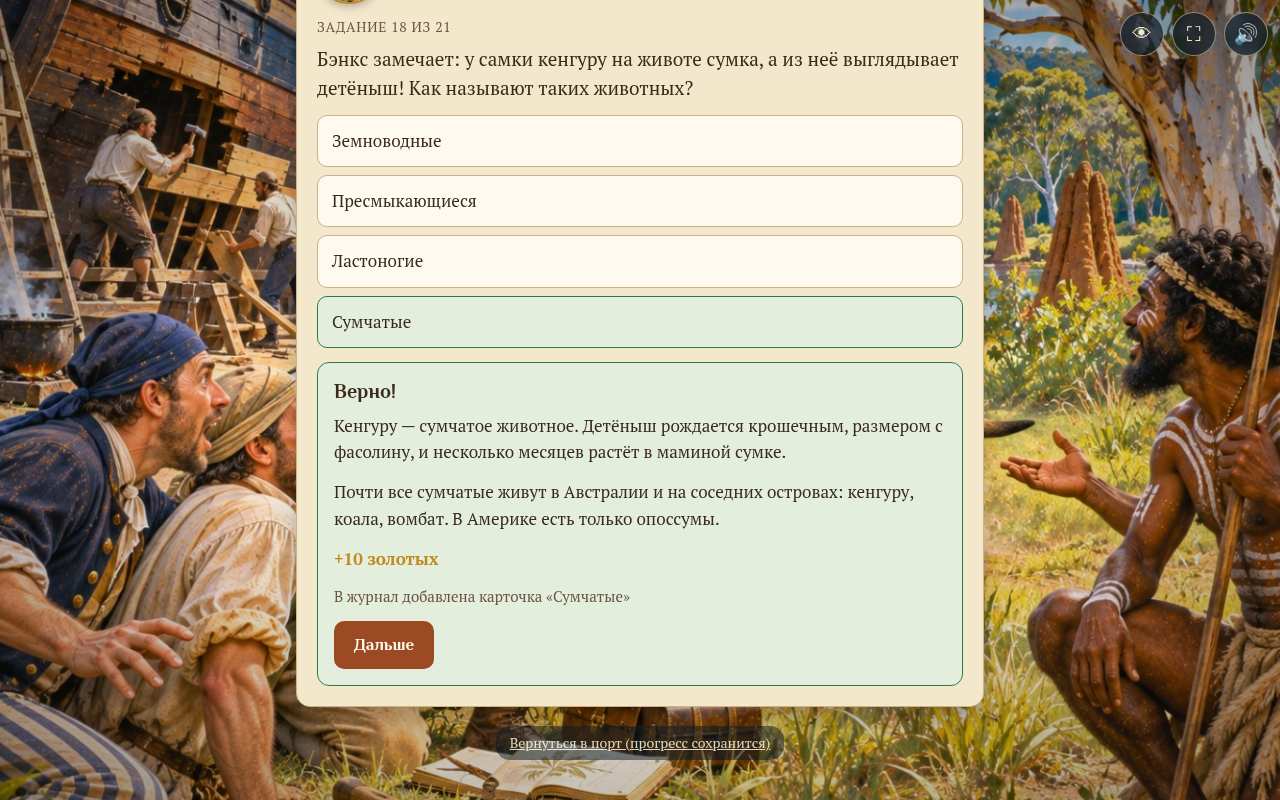 ЗАДАНИЕ 18 ИЗ 21
Бэнкс замечает: у самки кенгуру на животе сумка, а из неё выглядывает
детёныш! Как называют таких животных?
Земноводные
Пресмыкающиеся
Ластоногие
Сумчатые
Верно!
Кенгуру — сумчатое животное. Детёныш рождается крошечным, размером с
фасолину, и несколько месяцев растёт в маминой сумке.
Почти все сумчатые живут в Австралии и на соседних островах: кенгуру,
коала, вомбат. В Америке есть только опоссумы.
+10 золотых
В журнал добавлена карточка «Сумчатые»
Дальше
Вернуться в порт (прогресс сохранится)